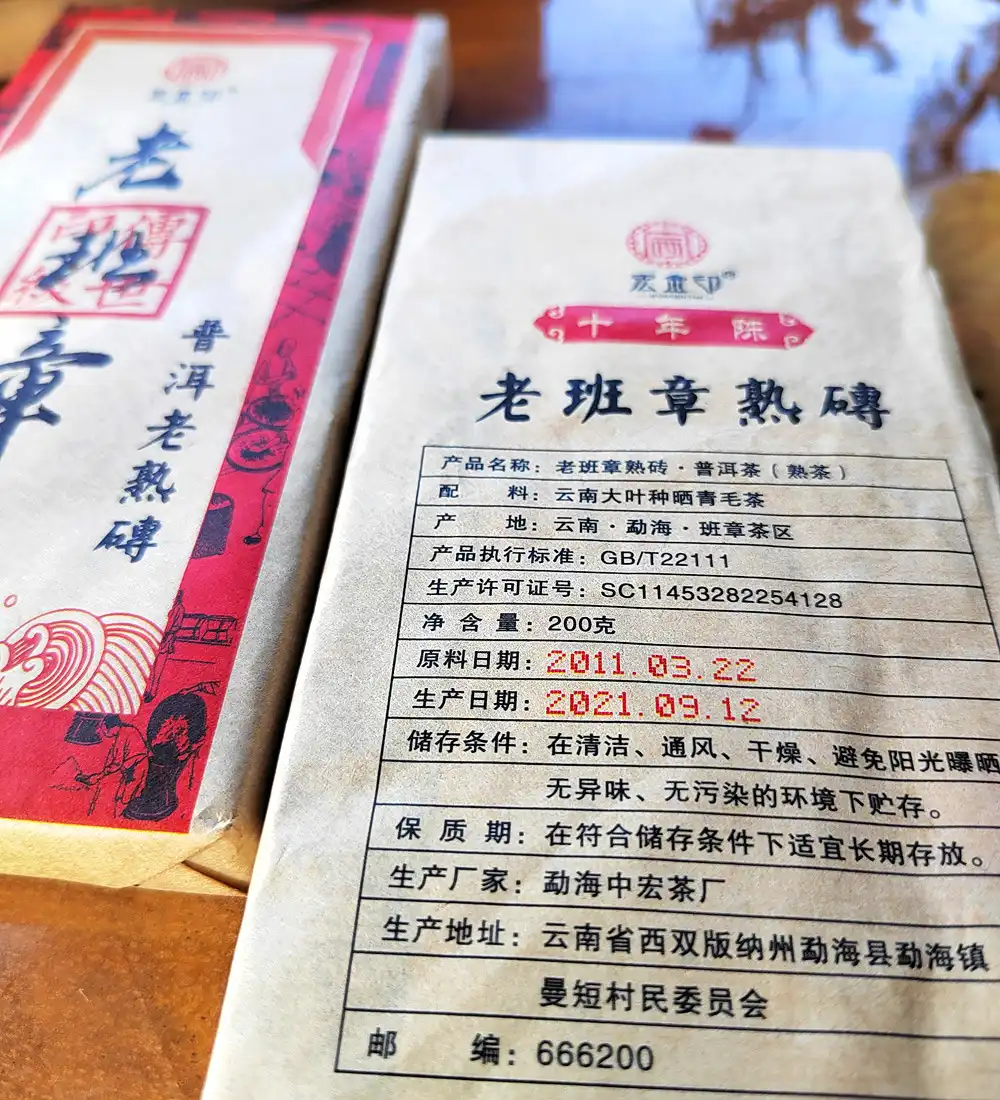 老班章
傳世
印級
普洱老熟磚
宏重印
十年陈
老班章熟磚
产品名称：老班章熟砖·普洱茶（熟茶）
配 料：云南大叶种晒青毛茶
产 地：云南·勐海·班章茶区
产品执行标准：GB/T22111
生产许可证号：SC11453282254128
净 含 量：200克
原料日期：2011.03.22
生产日期：2021.09.12
储存条件：在清洁、通风、干燥、避免阳光曝晒
无异味、无污染的环境下贮存。
保 质 期：在符合储存条件下适宜长期存放。
生产厂家：勐海中宏茶厂
生产地址：云南省西双版纳州勐海县勐海镇
曼短村民委员会
邮 编：666200